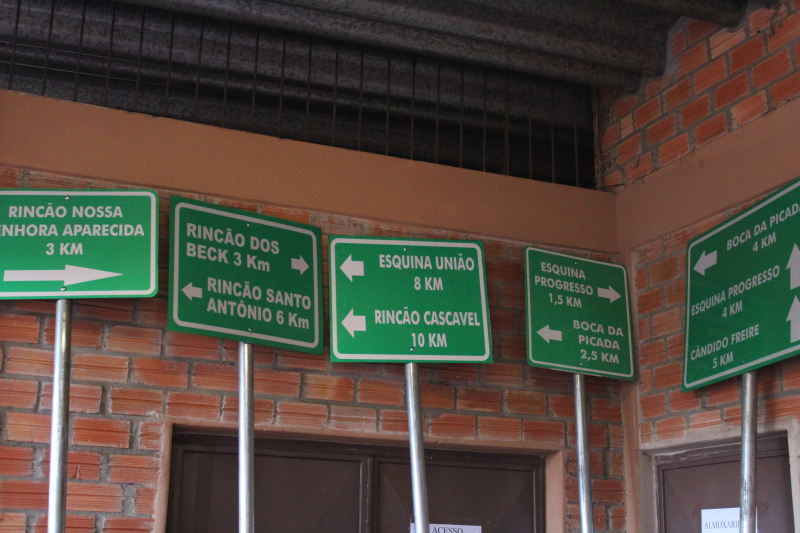 RINCÃO NOSSA
ENHORA APARECIDA
3 KM
RINCÃO DOS
BECK 3 Km
RINCÃO SANTO
ANTÔNIO 6 Km
ESQUINA UNIÃO
8 KM
RINCÃO CASCAVEL
10 KM
ESQUINA
PROGRESSO
1,5 KM
BOCA DA
PICADA
2,5 KM
BOCA DA PICADA
4 KM
ESQUINA PROGRESSO
4 KM
CÂNDIDO FREIRE
5 KM
ACESSO
ALMOXARI